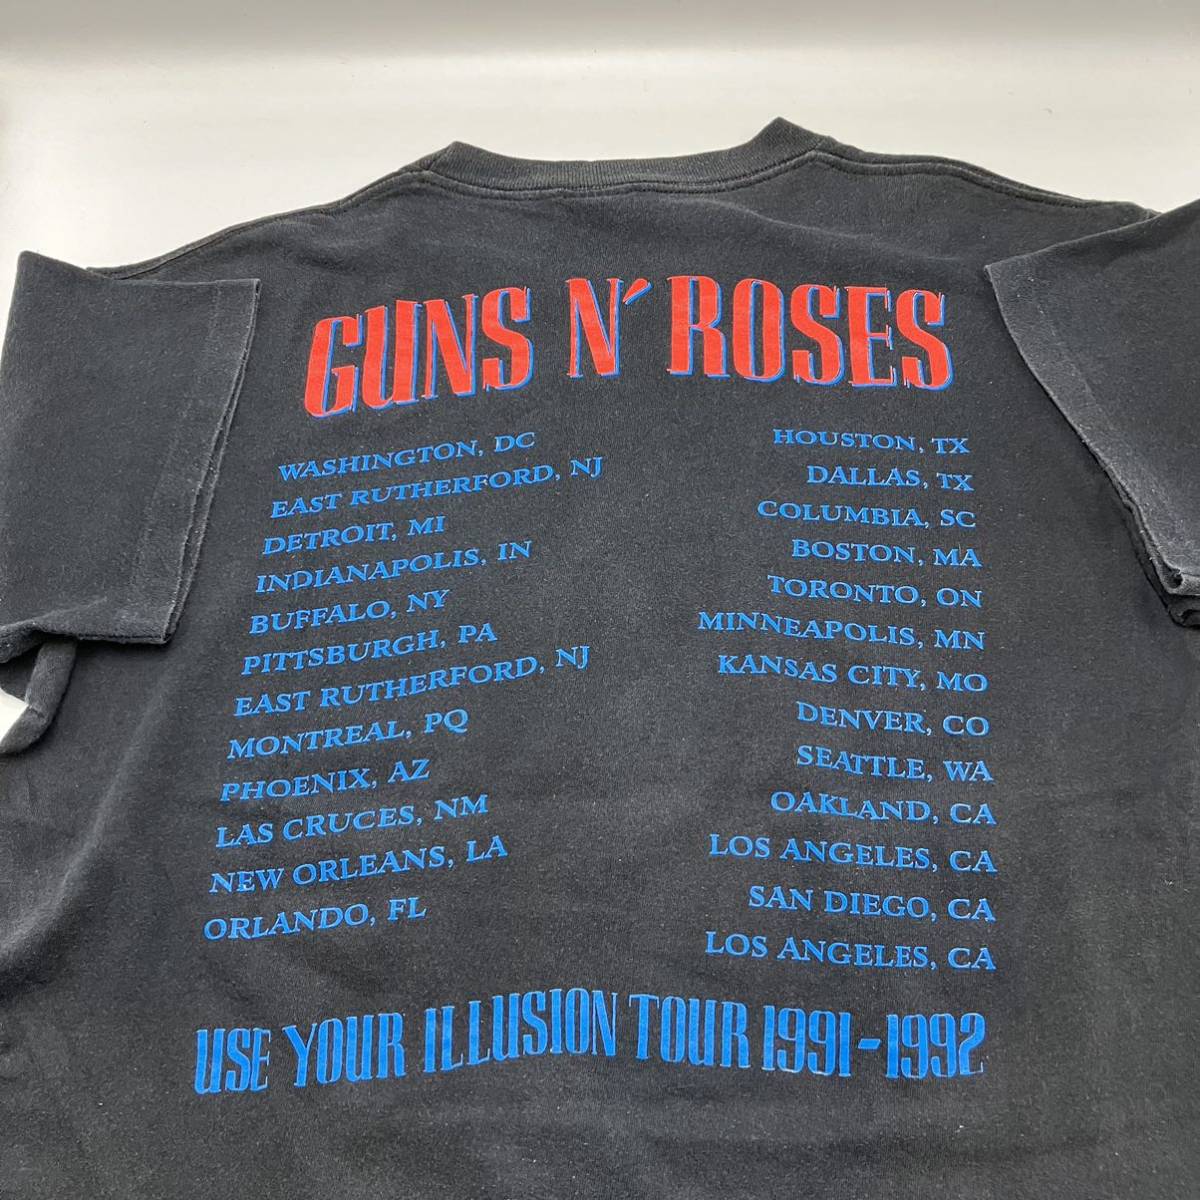 GUNS N' ROSES
WASHINGTON, DC
EAST RUTHERFORD, NJ
DETROIT, MI
INDIANAPOLIS, IN
BUFFALO, NY
PITTSBURGH, PA
EAST RUTHERFORD, NJ
MONTREAL, PQ
PHOENIX, AZ
LAS CRUCES, NM
NEW ORLEANS, LA
ORLANDO, FL
HOUSTON, TX
DALLAS, TX
COLUMBIA, SC
BOSTON, MA
TORONTO, ON
MINNEAPOLIS, MN
KANSAS CITY, MO
DENVER, CO
SEATTLE, WA
OAKLAND, CA
LOS ANGELES, CA
SAN DIEGO, CA
LOS ANGELES, CA
USE YOUR ILLUSION TOUR 1991-1992